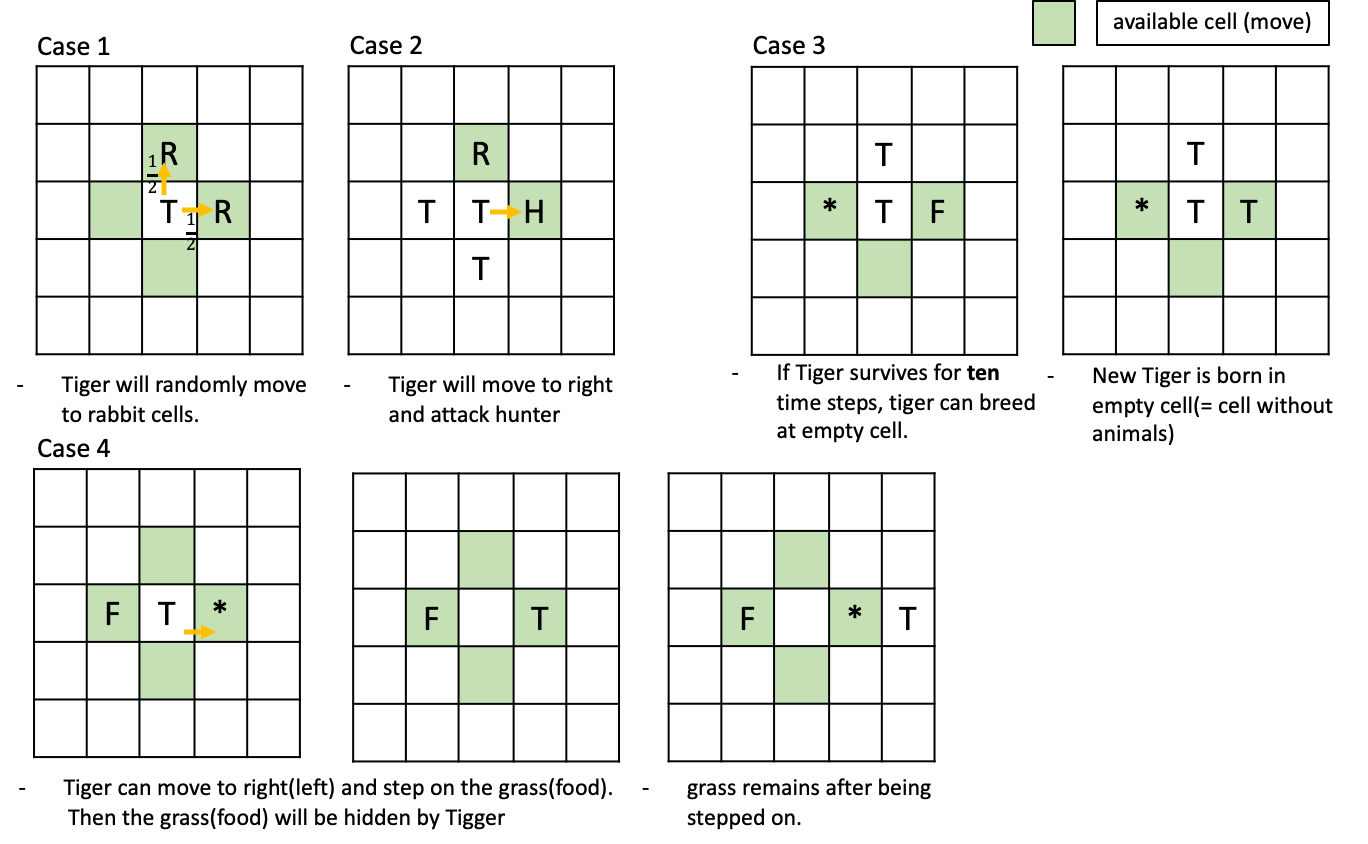 available cell (move)
Case 1
Case 2
Case 3
R
1
2
T
1
2
R
R
T T H
T
T
* T F
T
* T T
- Tiger will randomly move
to rabbit cells.
- Tiger will move to right
and attack hunter
- If Tiger survives for ten
time steps, tiger can breed
at empty cell.
- New Tiger is born in
empty cell(= cell without
animals)
Case 4
F T *
F T
F * T
- Tiger can move to right(left) and step on the grass(food).
Then the grass(food) will be hidden by Tigger
- grass remains after being
stepped on.